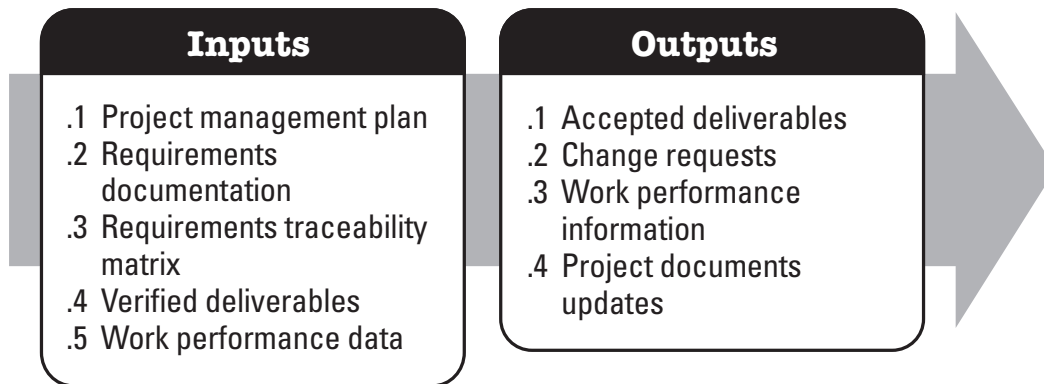 Inputs
.1 Project management plan
.2 Requirements
documentation
.3 Requirements traceability
matrix
.4 Verified deliverables
.5 Work performance data
Outputs
.1 Accepted deliverables
.2 Change requests
.3 Work performance
information
.4 Project documents
updates